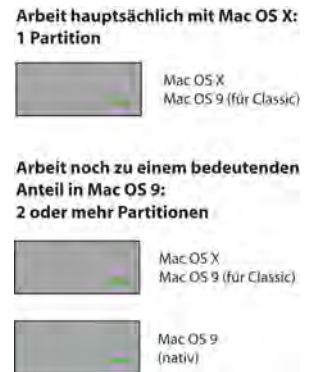 Arbeit hauptsächlich mit Mac OS X:
1 Partition
Mac OS X
Mac OS 9 (für Classic)
Arbeit noch zu einem bedeutenden
Anteil in Mac OS 9:
2 oder mehr Partitionen
Mac OS X
Mac OS 9 (für Classic)
Mac OS 9
(nativ)